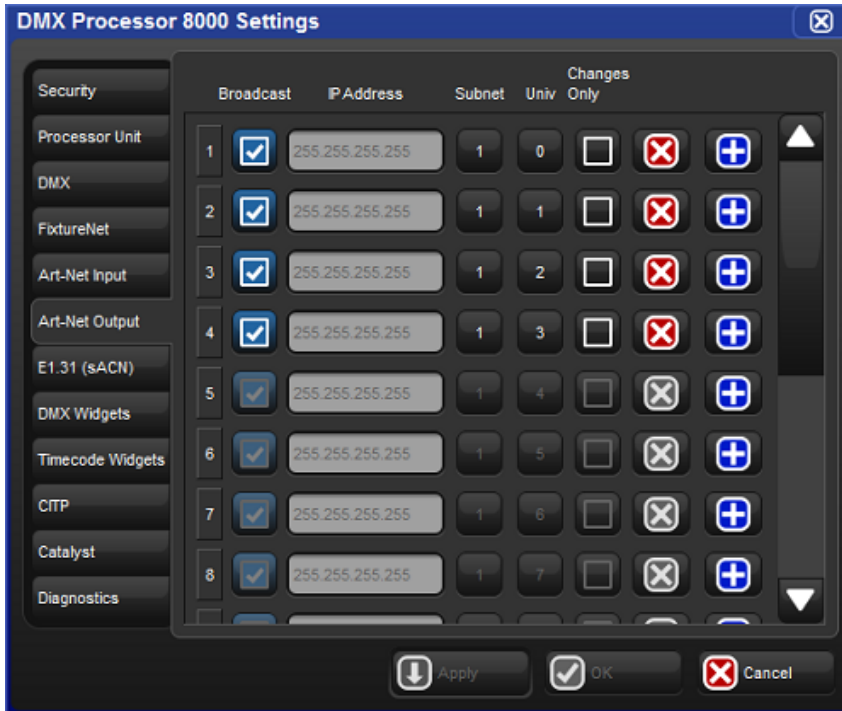 DMX Processor 8000 Settings
Security
Processor Unit
DMX
FixtureNet
Art-Net Input
Art-Net Output
E1.31 (sACN)
DMX Widgets
Timecode Widgets
CITP
Catalyst
Diagnostics
Broadcast IP Address Subnet Univ Changes Only
1 255.255.255.255 1 0
2 255.255.255.255 1 1
3 255.255.255.255 1 2
4 255.255.255.255 1 3
5 255.255.255.255 1 4
6 255.255.255.255 1 5
7 255.255.255.255 1 6
8 255.255.255.255 1 7
Apply OK Cancel